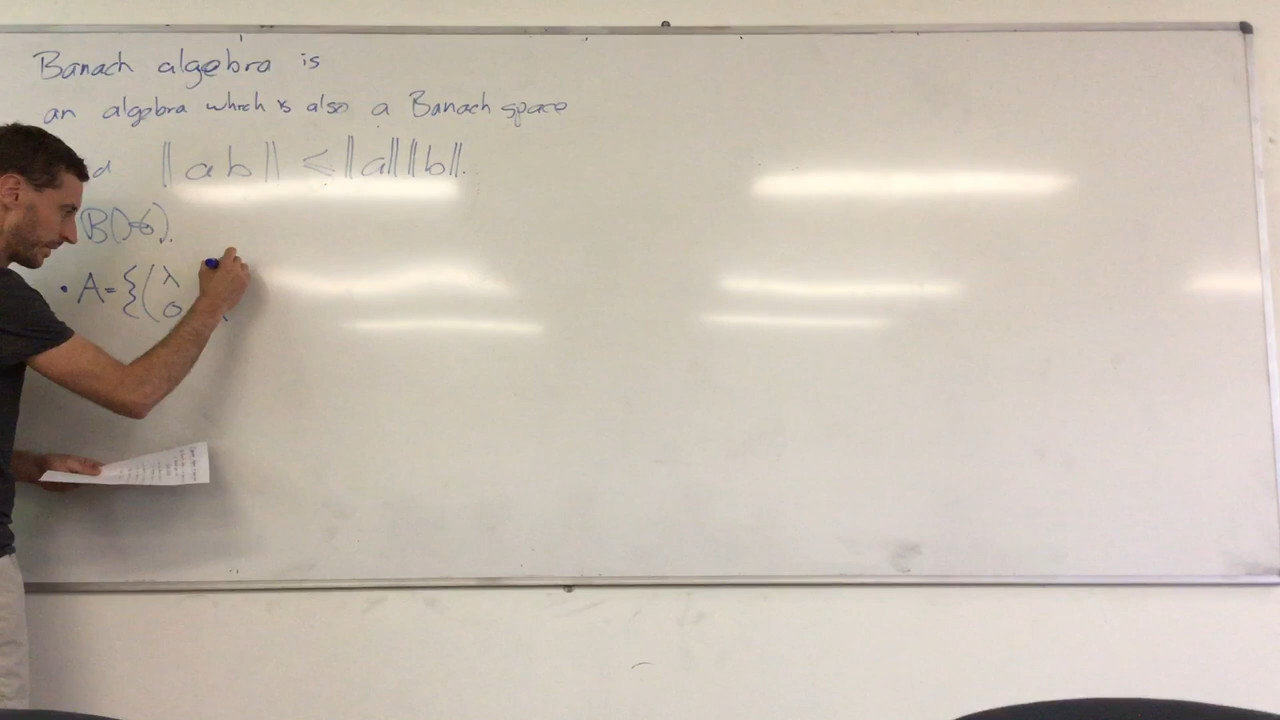 Banach algebra is
an algebra which is also a Banach space
d ‖ab‖ ≤ ‖a‖‖b‖.
B(ℋ).
• A={(λ
0